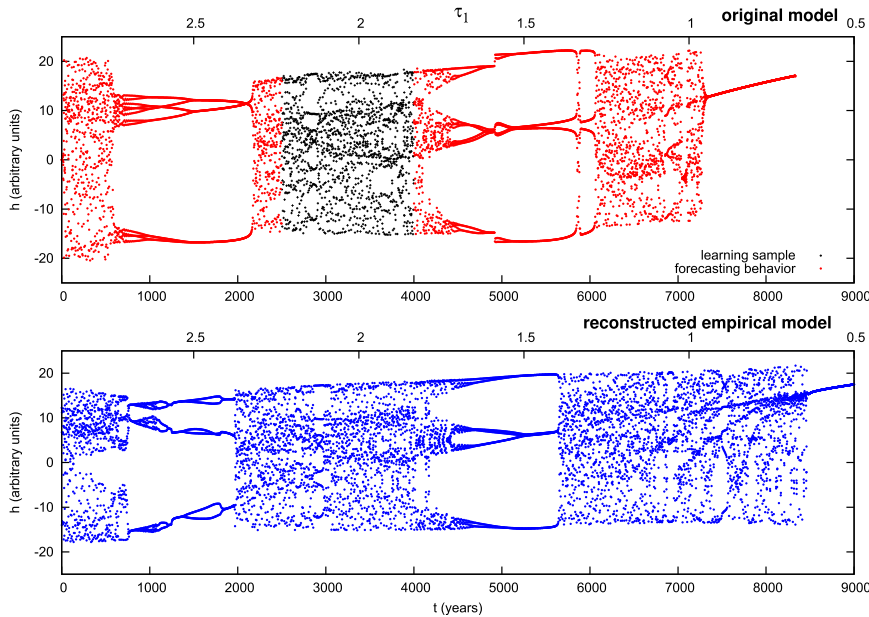 τ1
original model
2.5 2 1.5 1 0.5
20
10
0
-10
-20
h (arbitrary units)
learning sample
forecasting behavior
0 1000 2000 3000 4000 5000 6000 7000 8000 9000
reconstructed empirical model
2.5 2 1.5 1 0.5
20
10
0
-10
-20
h (arbitrary units)
0 1000 2000 3000 4000 5000 6000 7000 8000 9000
t (years)